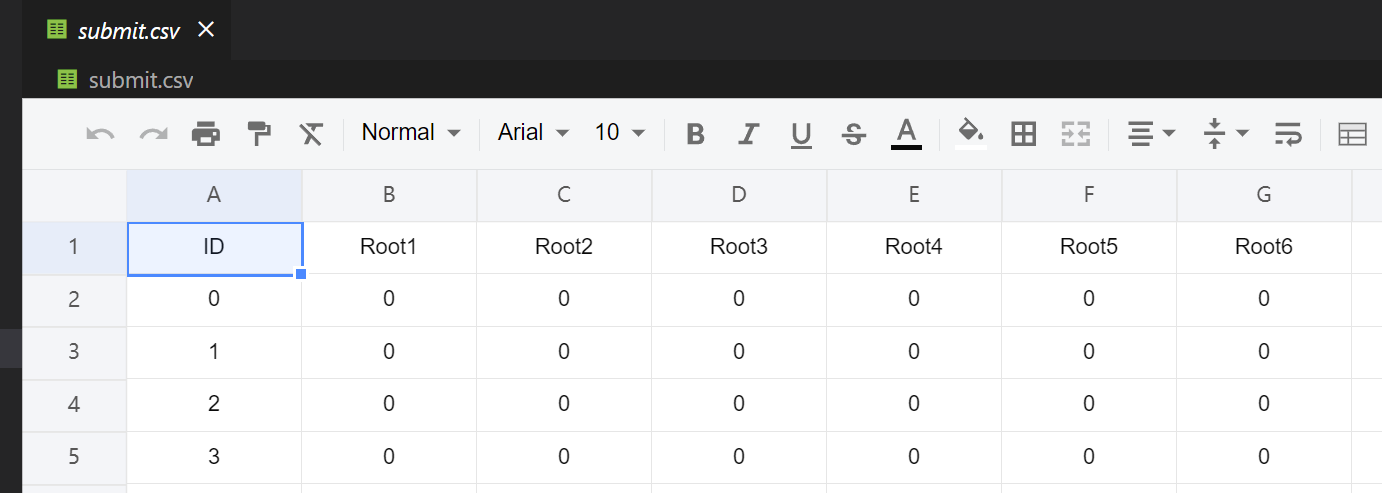 submit.csv
submit.csv
Normal Arial 10 B I U S A
A B C D E F G
1 ID Root1 Root2 Root3 Root4 Root5 Root6
2 0 0 0 0 0 0 0
3 1 0 0 0 0 0 0
4 2 0 0 0 0 0 0
5 3 0 0 0 0 0 0